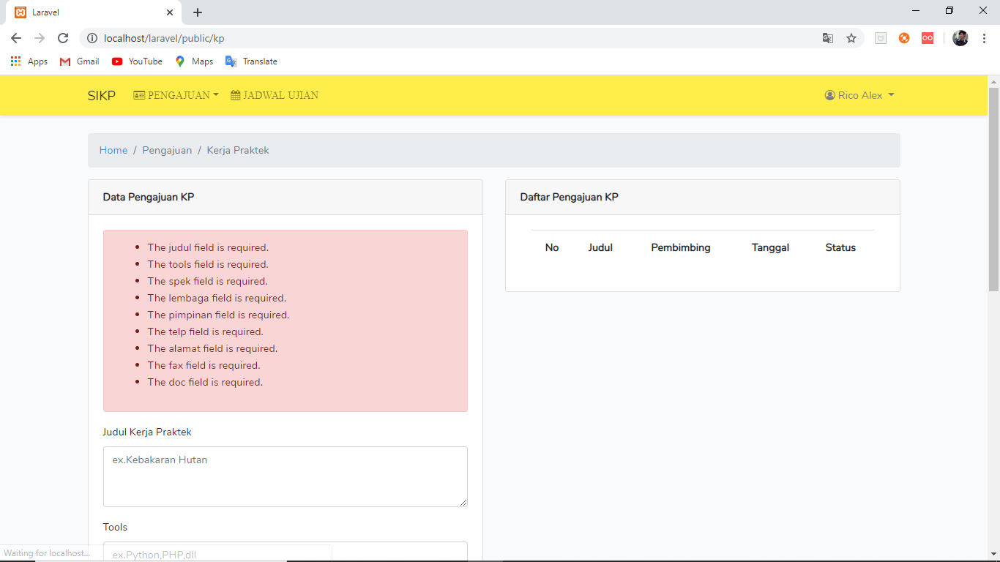 Laravel
localhost/laravel/public/kp
Apps Gmail YouTube Maps Translate
SIKP PENGAJUAN JADWAL UJIAN Rico Alex
Home / Pengajuan / Kerja Praktek
Data Pengajuan KP
The judul field is required.
The tools field is required.
The spek field is required.
The lembaga field is required.
The pimpinan field is required.
The telp field is required.
The alamat field is required.
The fax field is required.
The doc field is required.
Judul Kerja Praktek
ex.Kebakaran Hutan
Tools
ex.Python,PHP,dll
Daftar Pengajuan KP
No Judul Pembimbing Tanggal Status
Waiting for localhost...